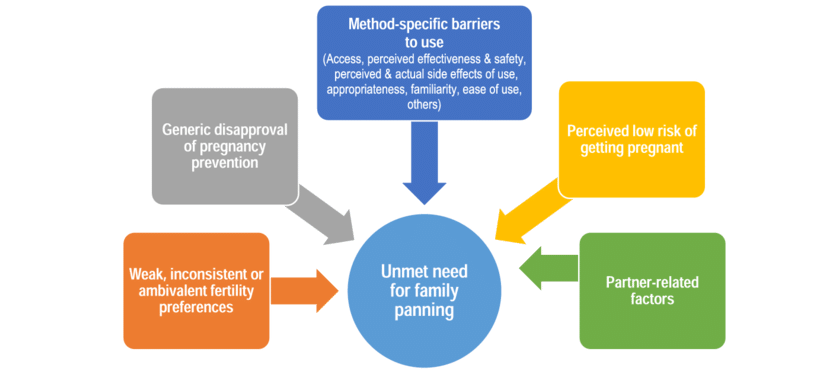 Method-specific barriers
to use
(Access, perceived effectiveness & safety,
perceived & actual side effects of use,
appropriateness, familiarity, ease of use,
others)
Generic disapproval
of pregnancy
prevention
Perceived low risk of
getting pregnant
Weak, inconsistent or
ambivalent fertility
preferences
Unmet need
for family
panning
Partner-related
factors